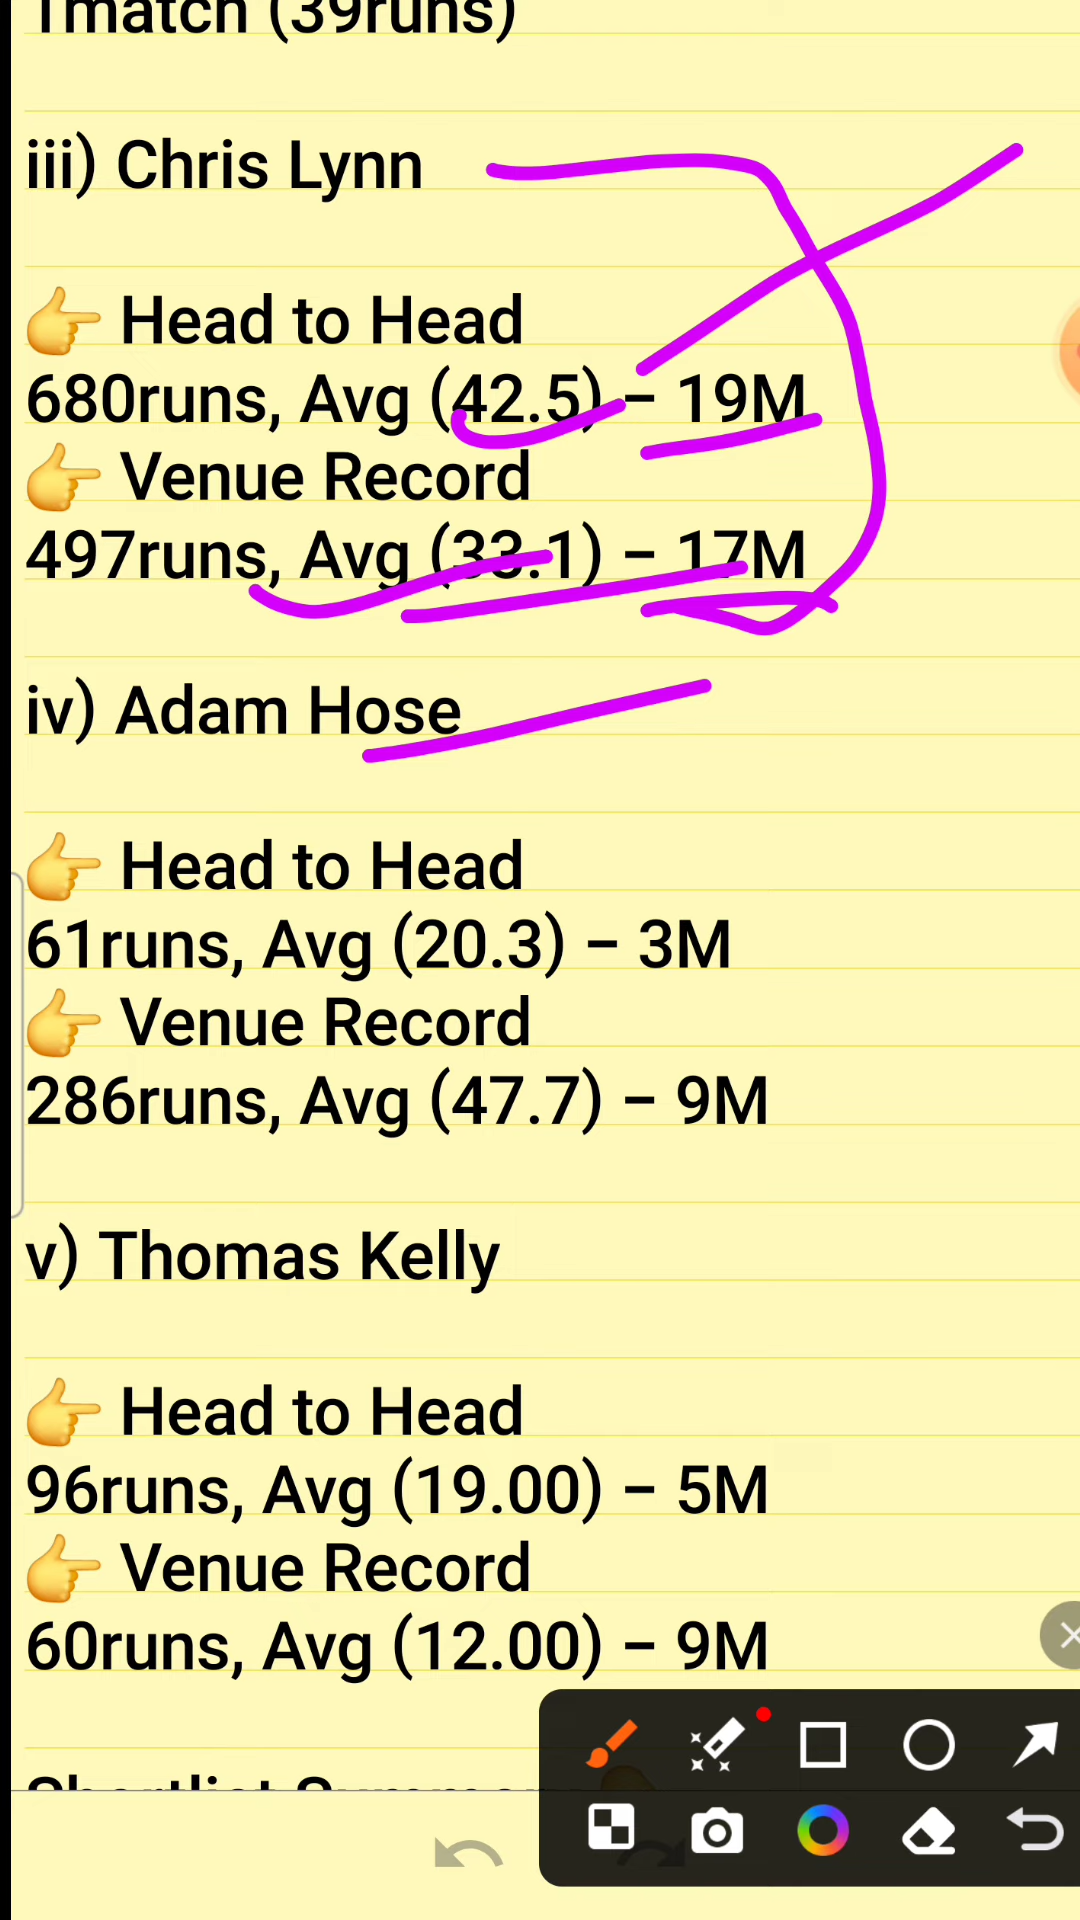 1match (39runs)
iii) Chris Lynn
👉 Head to Head
680runs, Avg (42.5) – 19M
👉 Venue Record
497runs, Avg (33.1) – 17M
iv) Adam Hose
👉 Head to Head
61runs, Avg (20.3) – 3M
👉 Venue Record
286runs, Avg (47.7) – 9M
v) Thomas Kelly
👉 Head to Head
96runs, Avg (19.00) – 5M
👉 Venue Record
60runs, Avg (12.00) – 9M
Shortlist Summary